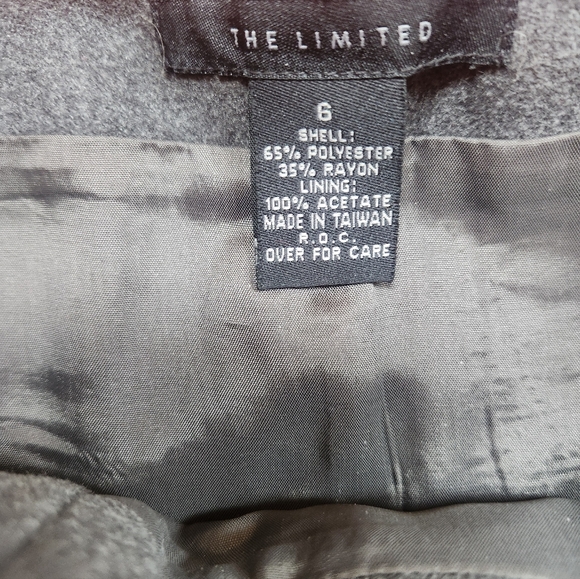 THE LIMITED
6
SHELL:
65% POLYESTER
35% RAYON
LINING:
100% ACETATE
MADE IN TAIWAN
R.O.C.
OVER FOR CARE